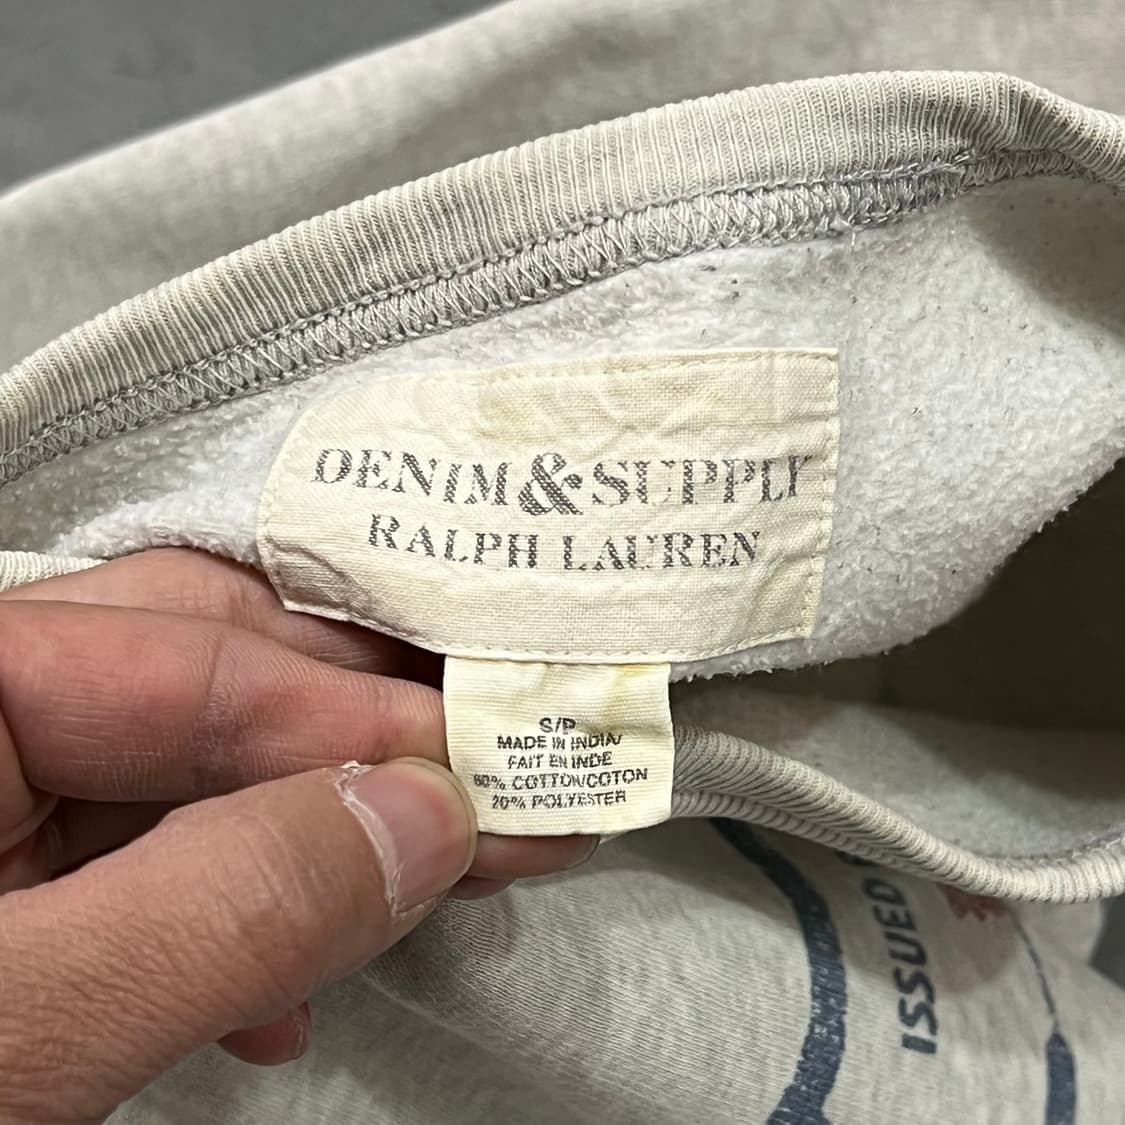 DENIM & SUPPLY
RALPH LAUREN
S/P
MADE IN INDIA/
FAIT EN INDE
80% COTTON/COTON
20% POLYESTER
ISSUED